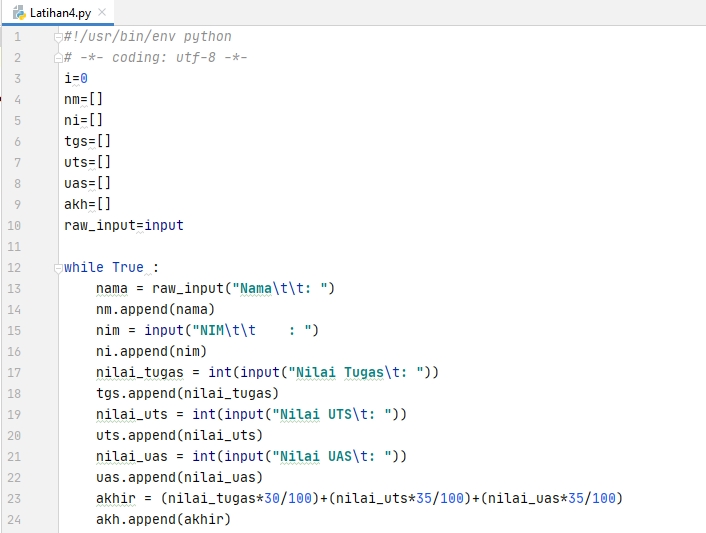 Latihan4.py
1 #!/usr/bin/env python
2 # -*- coding: utf-8 -*-
3 i=0
4 nm=[]
5 ni=[]
6 tgs=[]
7 uts=[]
8 uas=[]
9 akh=[]
10 raw_input=input
11
12 while True :
13     nama = raw_input("Nama\t\t: ")
14     nm.append(nama)
15     nim = input("NIM\t\t    : ")
16     ni.append(nim)
17     nilai_tugas = int(input("Nilai Tugas\t: "))
18     tgs.append(nilai_tugas)
19     nilai_uts = int(input("Nilai UTS\t: "))
20     uts.append(nilai_uts)
21     nilai_uas = int(input("Nilai UAS\t: "))
22     uas.append(nilai_uas)
23     akhir = (nilai_tugas*30/100)+(nilai_uts*35/100)+(nilai_uas*35/100)
24     akh.append(akhir)